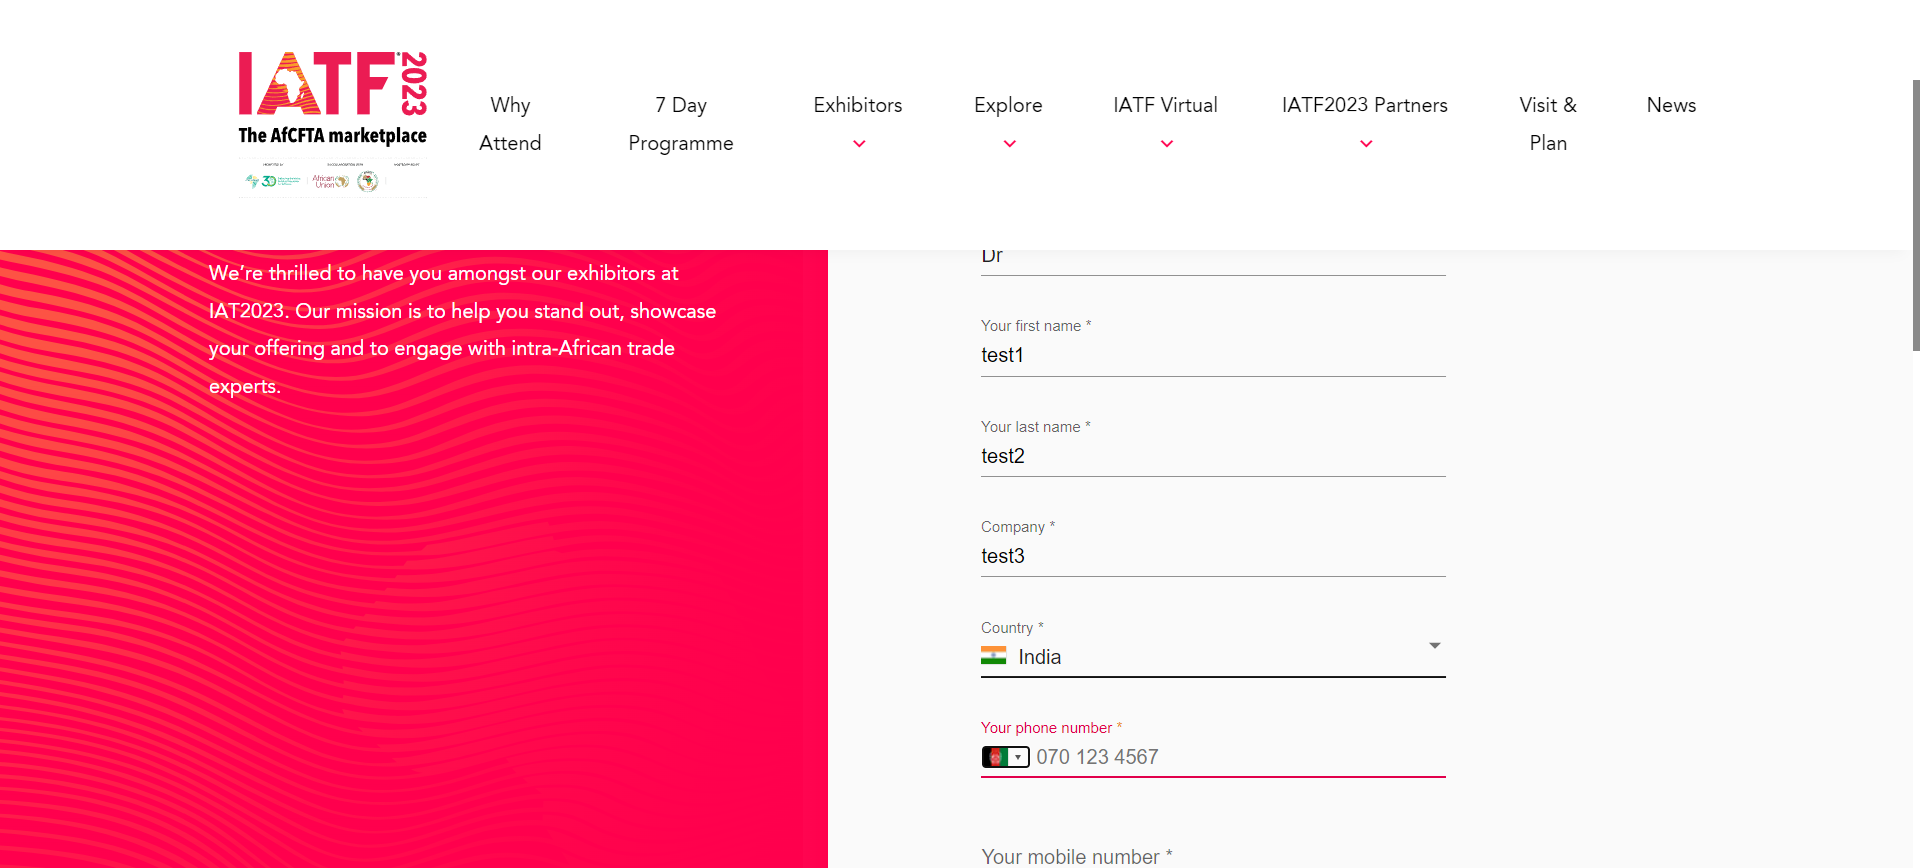 IATF 2023
The AfCFTA marketplace
African
Union
Why
Attend
7 Day
Programme
Exhibitors
Explore
IATF Virtual
IATF2023 Partners
Visit &
Plan
News
We’re thrilled to have you amongst our exhibitors at
IAT2023. Our mission is to help you stand out, showcase
your offering and to engage with intra-African trade
experts.
Dr
Your first name *
test1
Your last name *
test2
Company *
test3
Country *
India
Your phone number *
070 123 4567
Your mobile number *